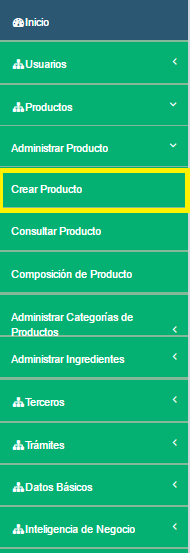 Inicio
Usuarios
Productos
Administrar Producto
Crear Producto
Consultar Producto
Composición de Producto
Administrar Categorías de
Productos
Administrar Ingredientes
Terceros
Trámites
Datos Básicos
Inteligencia de Negocio